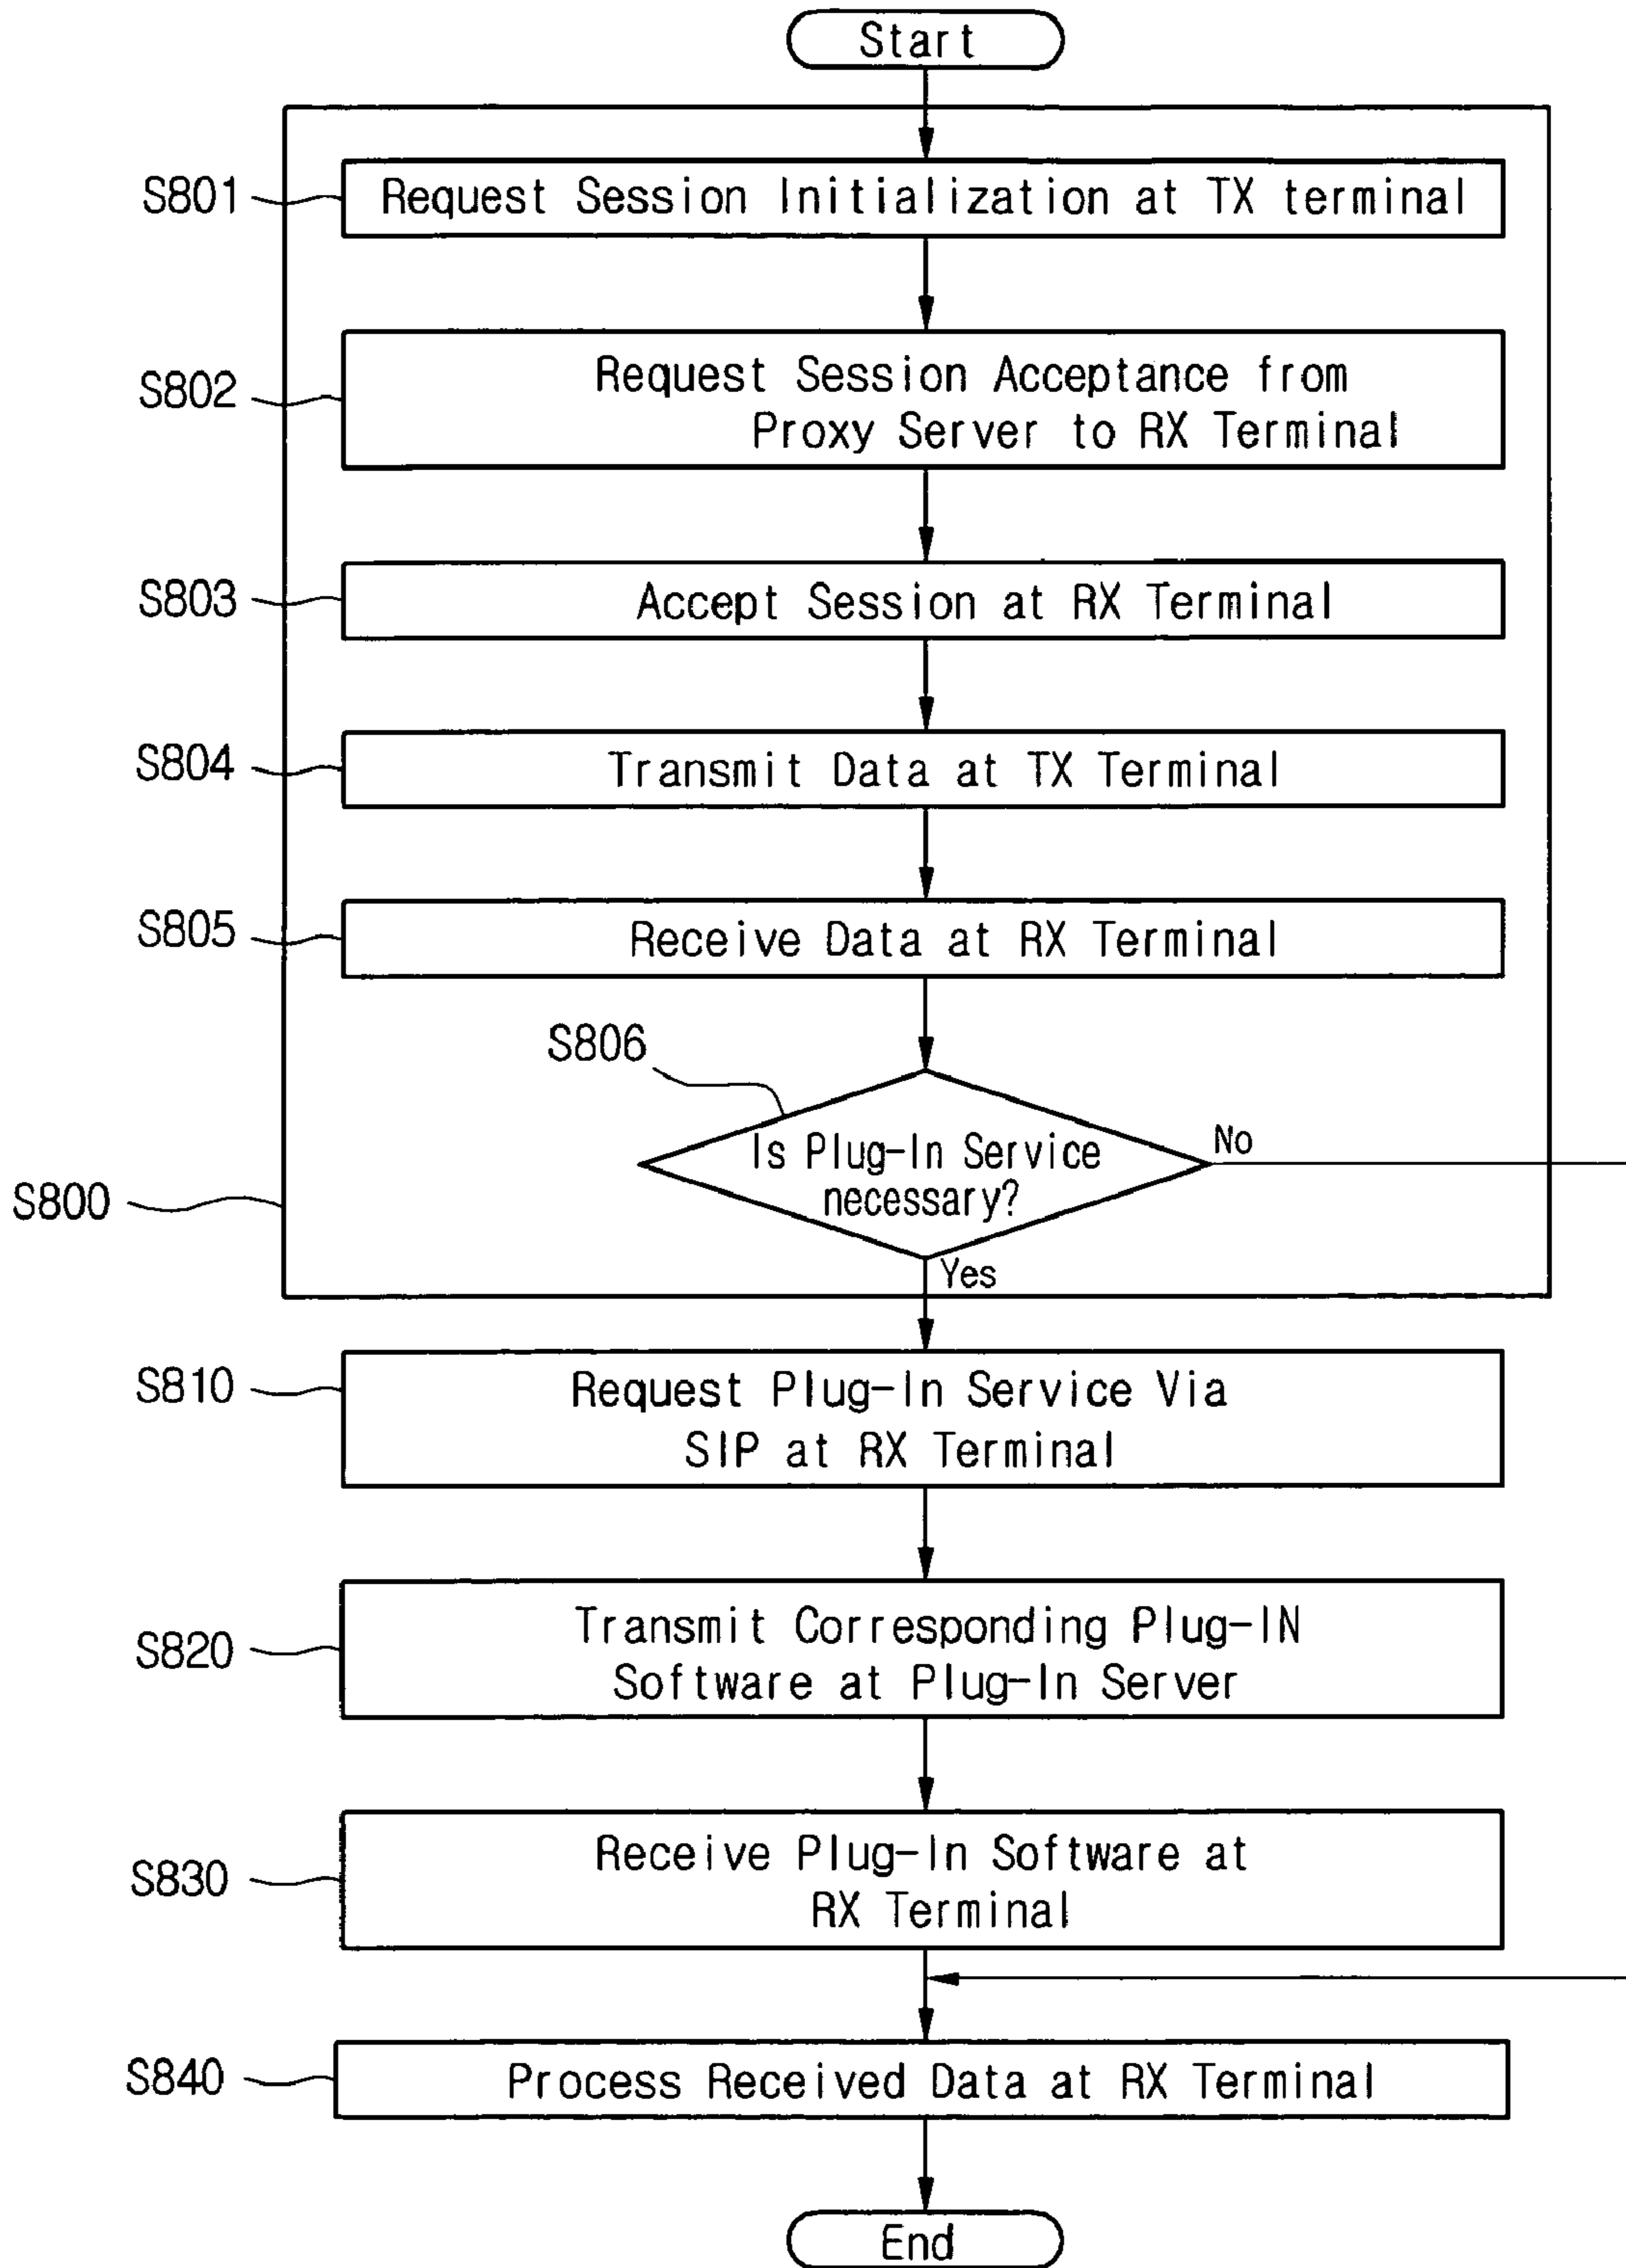 Start
S801
Request Session Initialization at TX terminal
S802
Request Session Acceptance from
Proxy Server to RX Terminal
S803
Accept Session at RX Terminal
S804
Transmit Data at TX Terminal
S805
Receive Data at RX Terminal
S806
Is Plug-In Service
necessary?
No
S800
Yes
S810
Request Plug-In Service Via
SIP at RX Terminal
S820
Transmit Corresponding Plug-IN
Software at Plug-In Server
S830
Receive Plug-In Software at
RX Terminal
S840
Process Received Data at RX Terminal
End